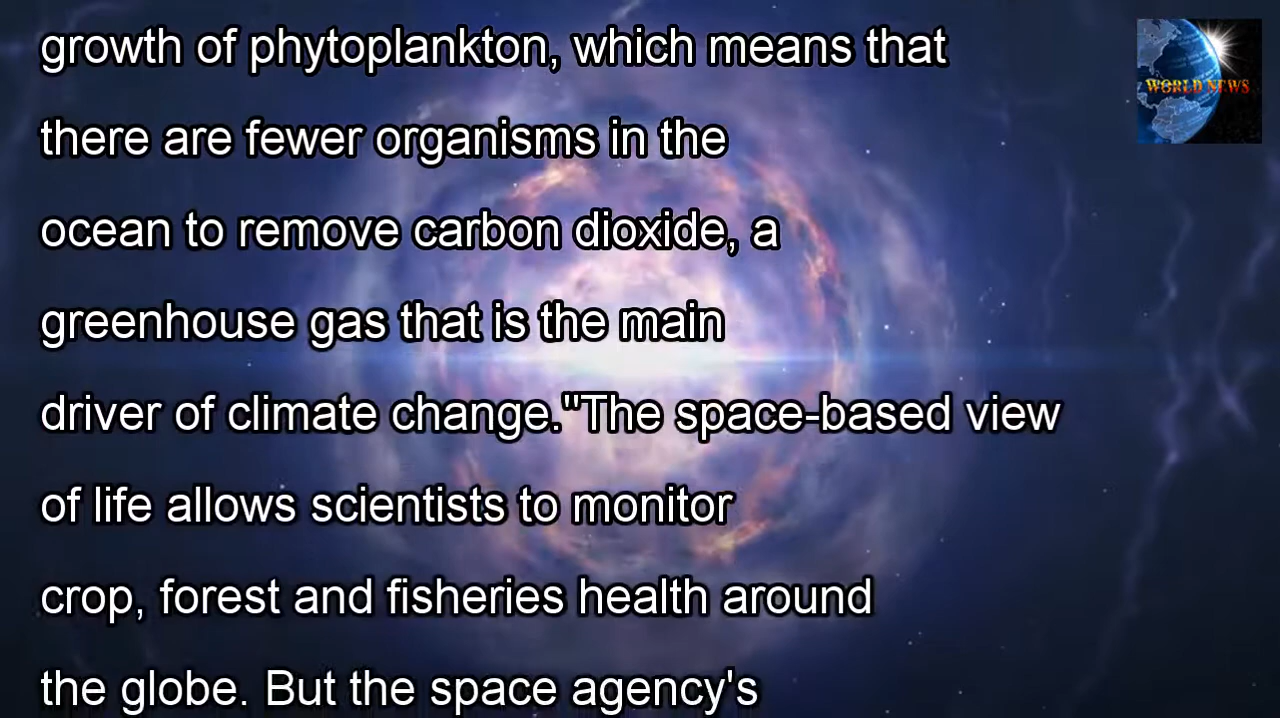 growth of phytoplankton, which means that
WORLD NEWS
there are fewer organisms in the
ocean to remove carbon dioxide, a
greenhouse gas that is the main
driver of climate change."The space-based view
of life allows scientists to monitor
crop, forest and fisheries health around
the globe. But the space agency's